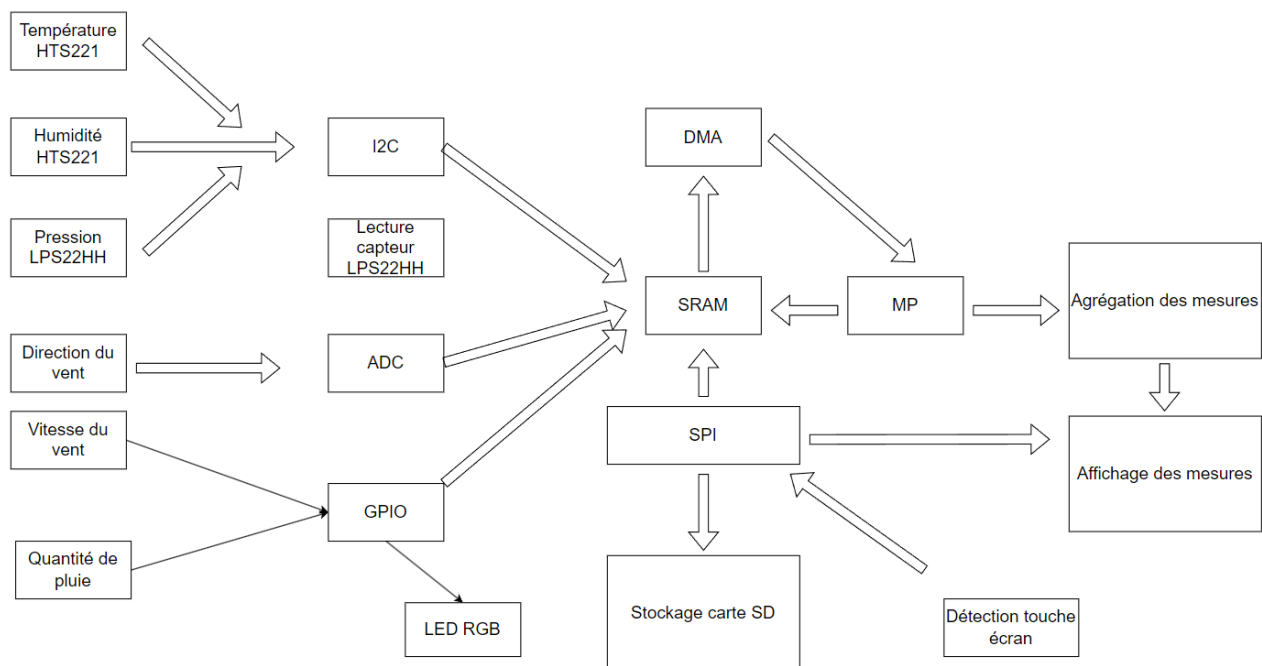 Température
HTS221
Humidité
HTS221
Pression
LPS22HH
Direction du
vent
Vitesse du
vent
Quantité de
pluie
I2C
Lecture
capteur
LPS22HH
ADC
GPIO
LED RGB
DMA
SRAM
MP
SPI
Stockage carte SD
Agrégation des mesures
Affichage des mesures
Détection touche
écran